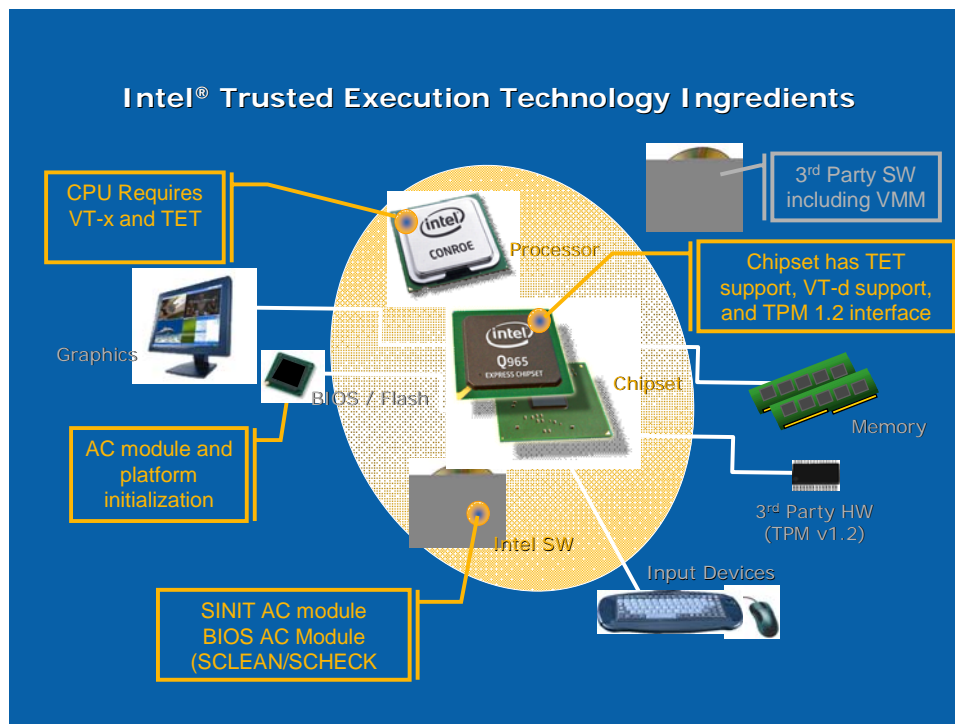 Intel® Trusted Execution Technology Ingredients
CPU Requires
VT-x and TET
3rd Party SW
including VMM
intel
CONROE
Processor
Chipset has TET
support, VT-d support,
and TPM 1.2 interface
Graphics
intel
Q965
EXPRESS CHIPSET
BIOS / Flash
Chipset
Memory
AC module and
platform
initialization
3rd Party HW
(TPM v1.2)
Intel SW
Input Devices
SINIT AC module
BIOS AC Module
(SCLEAN/SCHECK